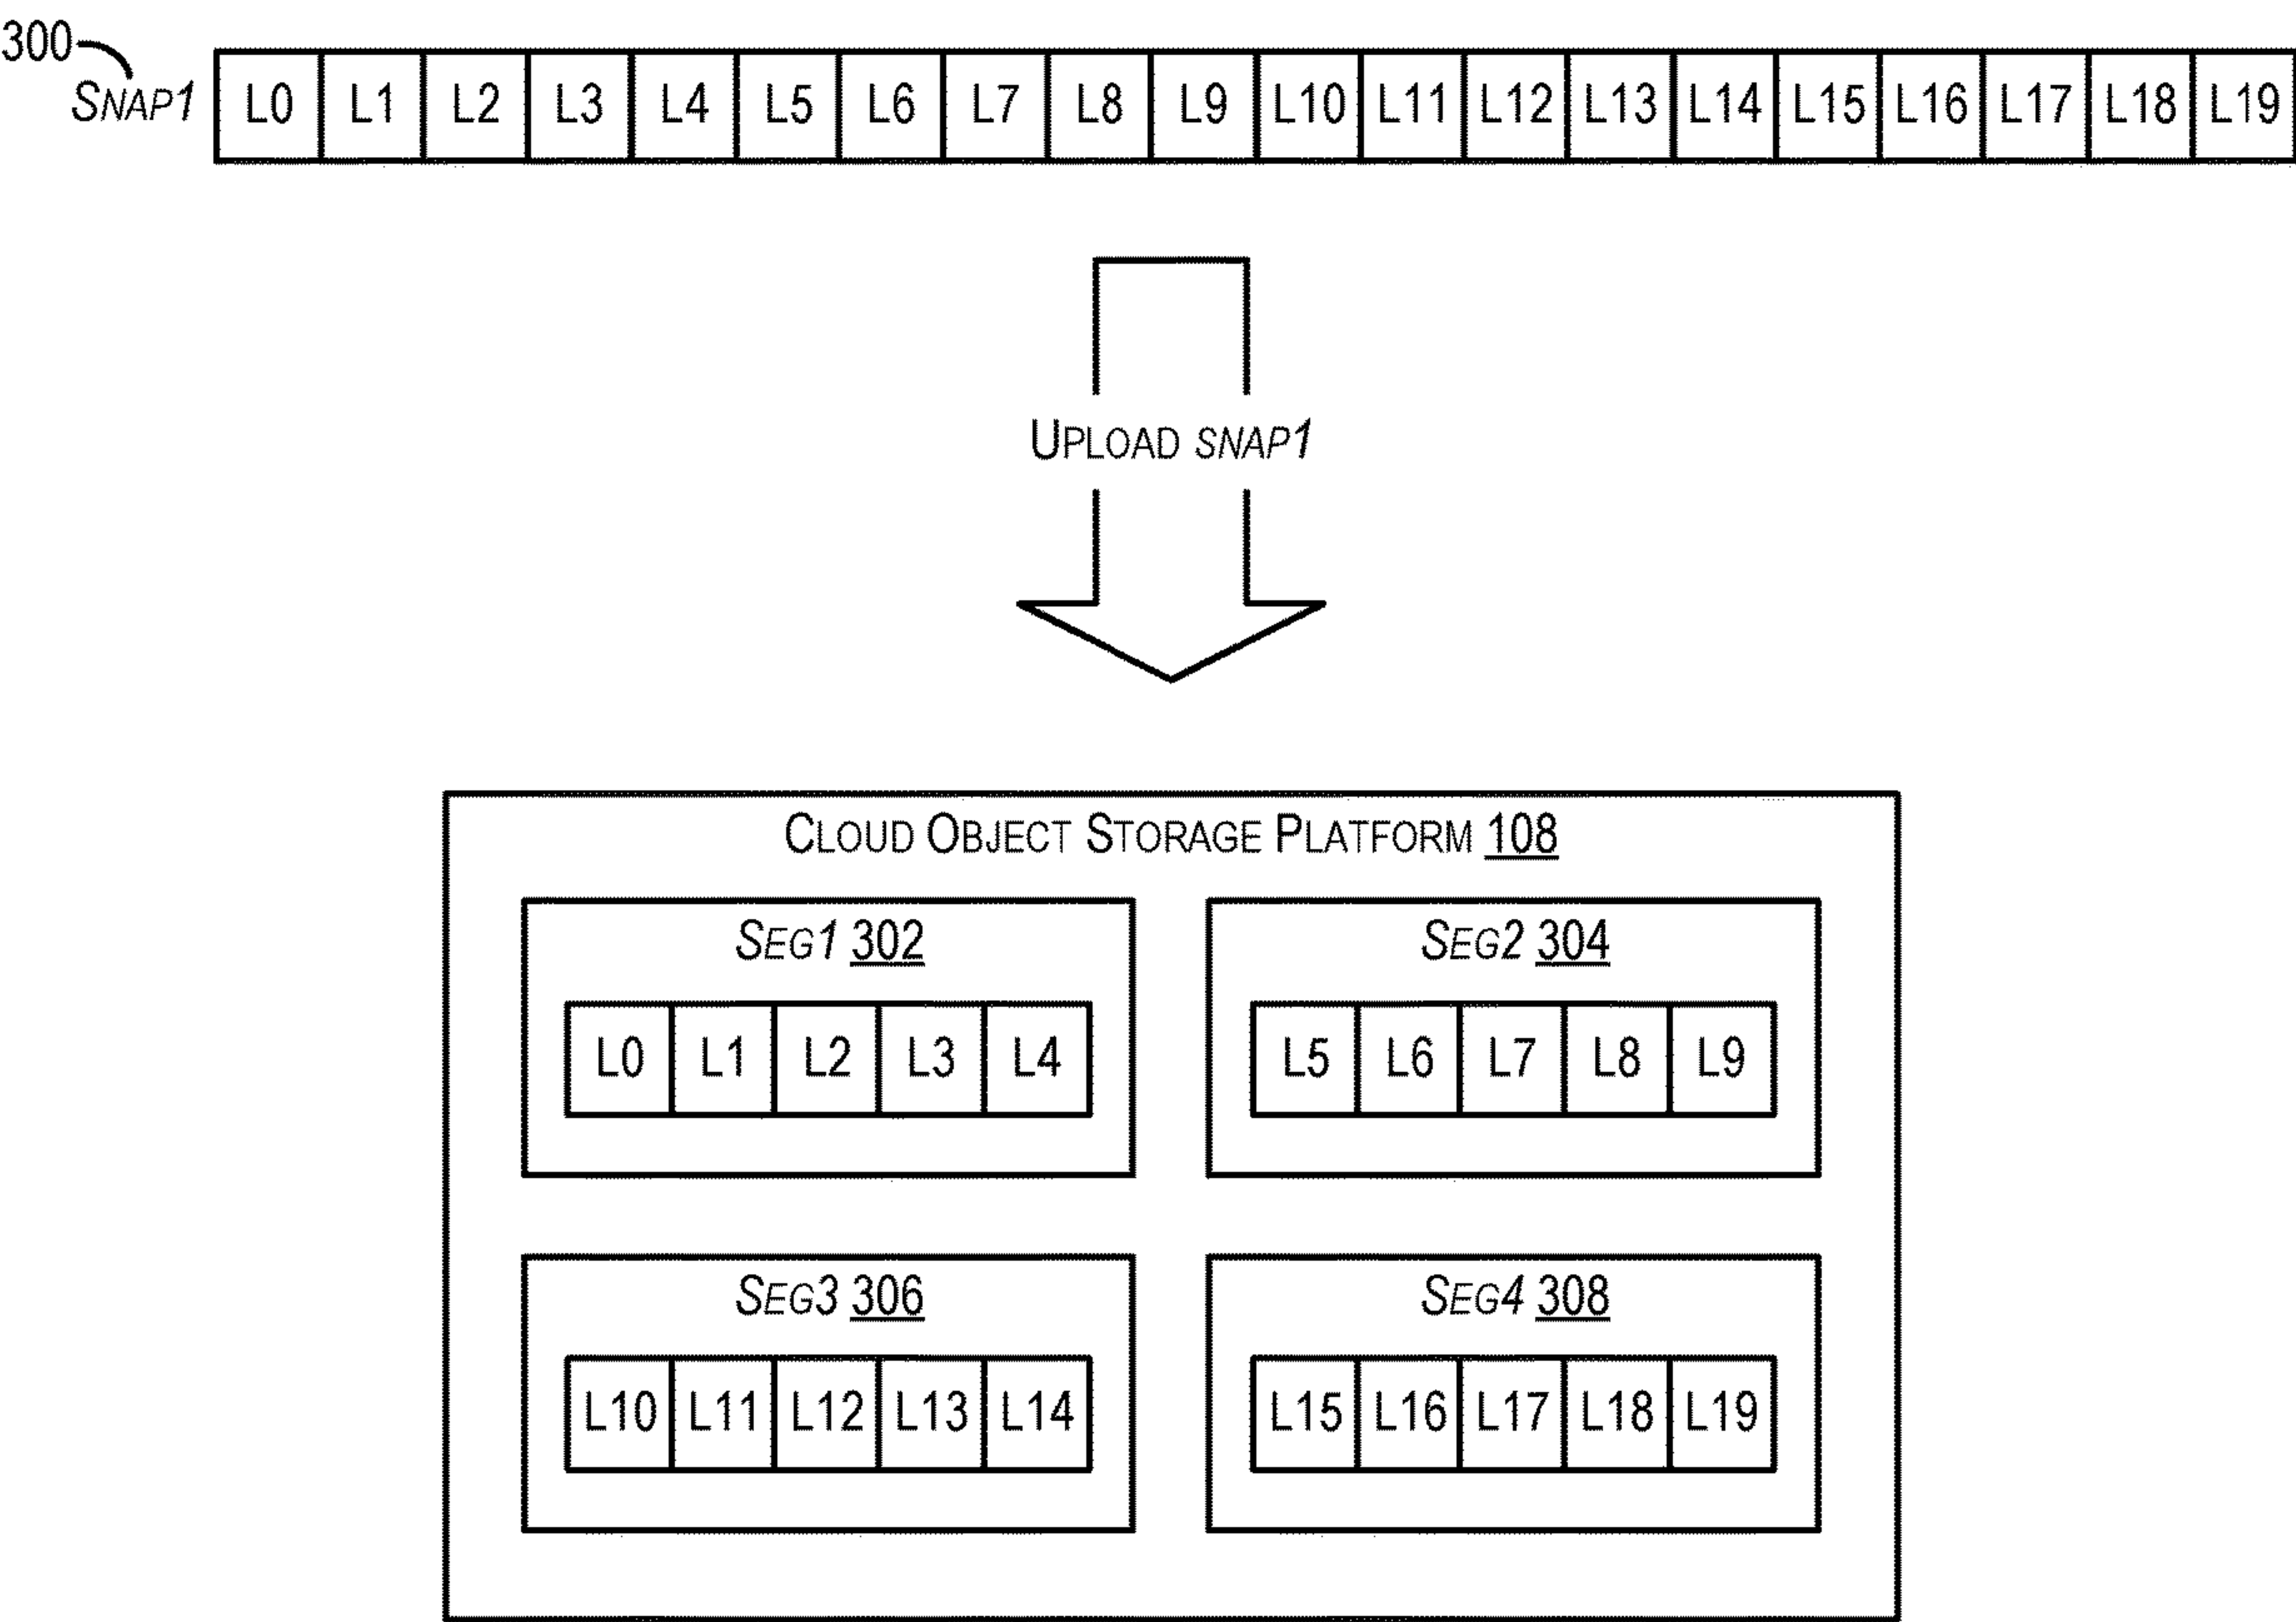 300
SNAP1 L0 L1 L2 L3 L4 L5 L6 L7 L8 L9 L10 L11 L12 L13 L14 L15 L16 L17 L18 L19
UPLOAD SNAP1
CLOUD OBJECT STORAGE PLATFORM 108
SEG1 302
L0 L1 L2 L3 L4
SEG2 304
L5 L6 L7 L8 L9
SEG3 306
L10 L11 L12 L13 L14
SEG4 308
L15 L16 L17 L18 L19